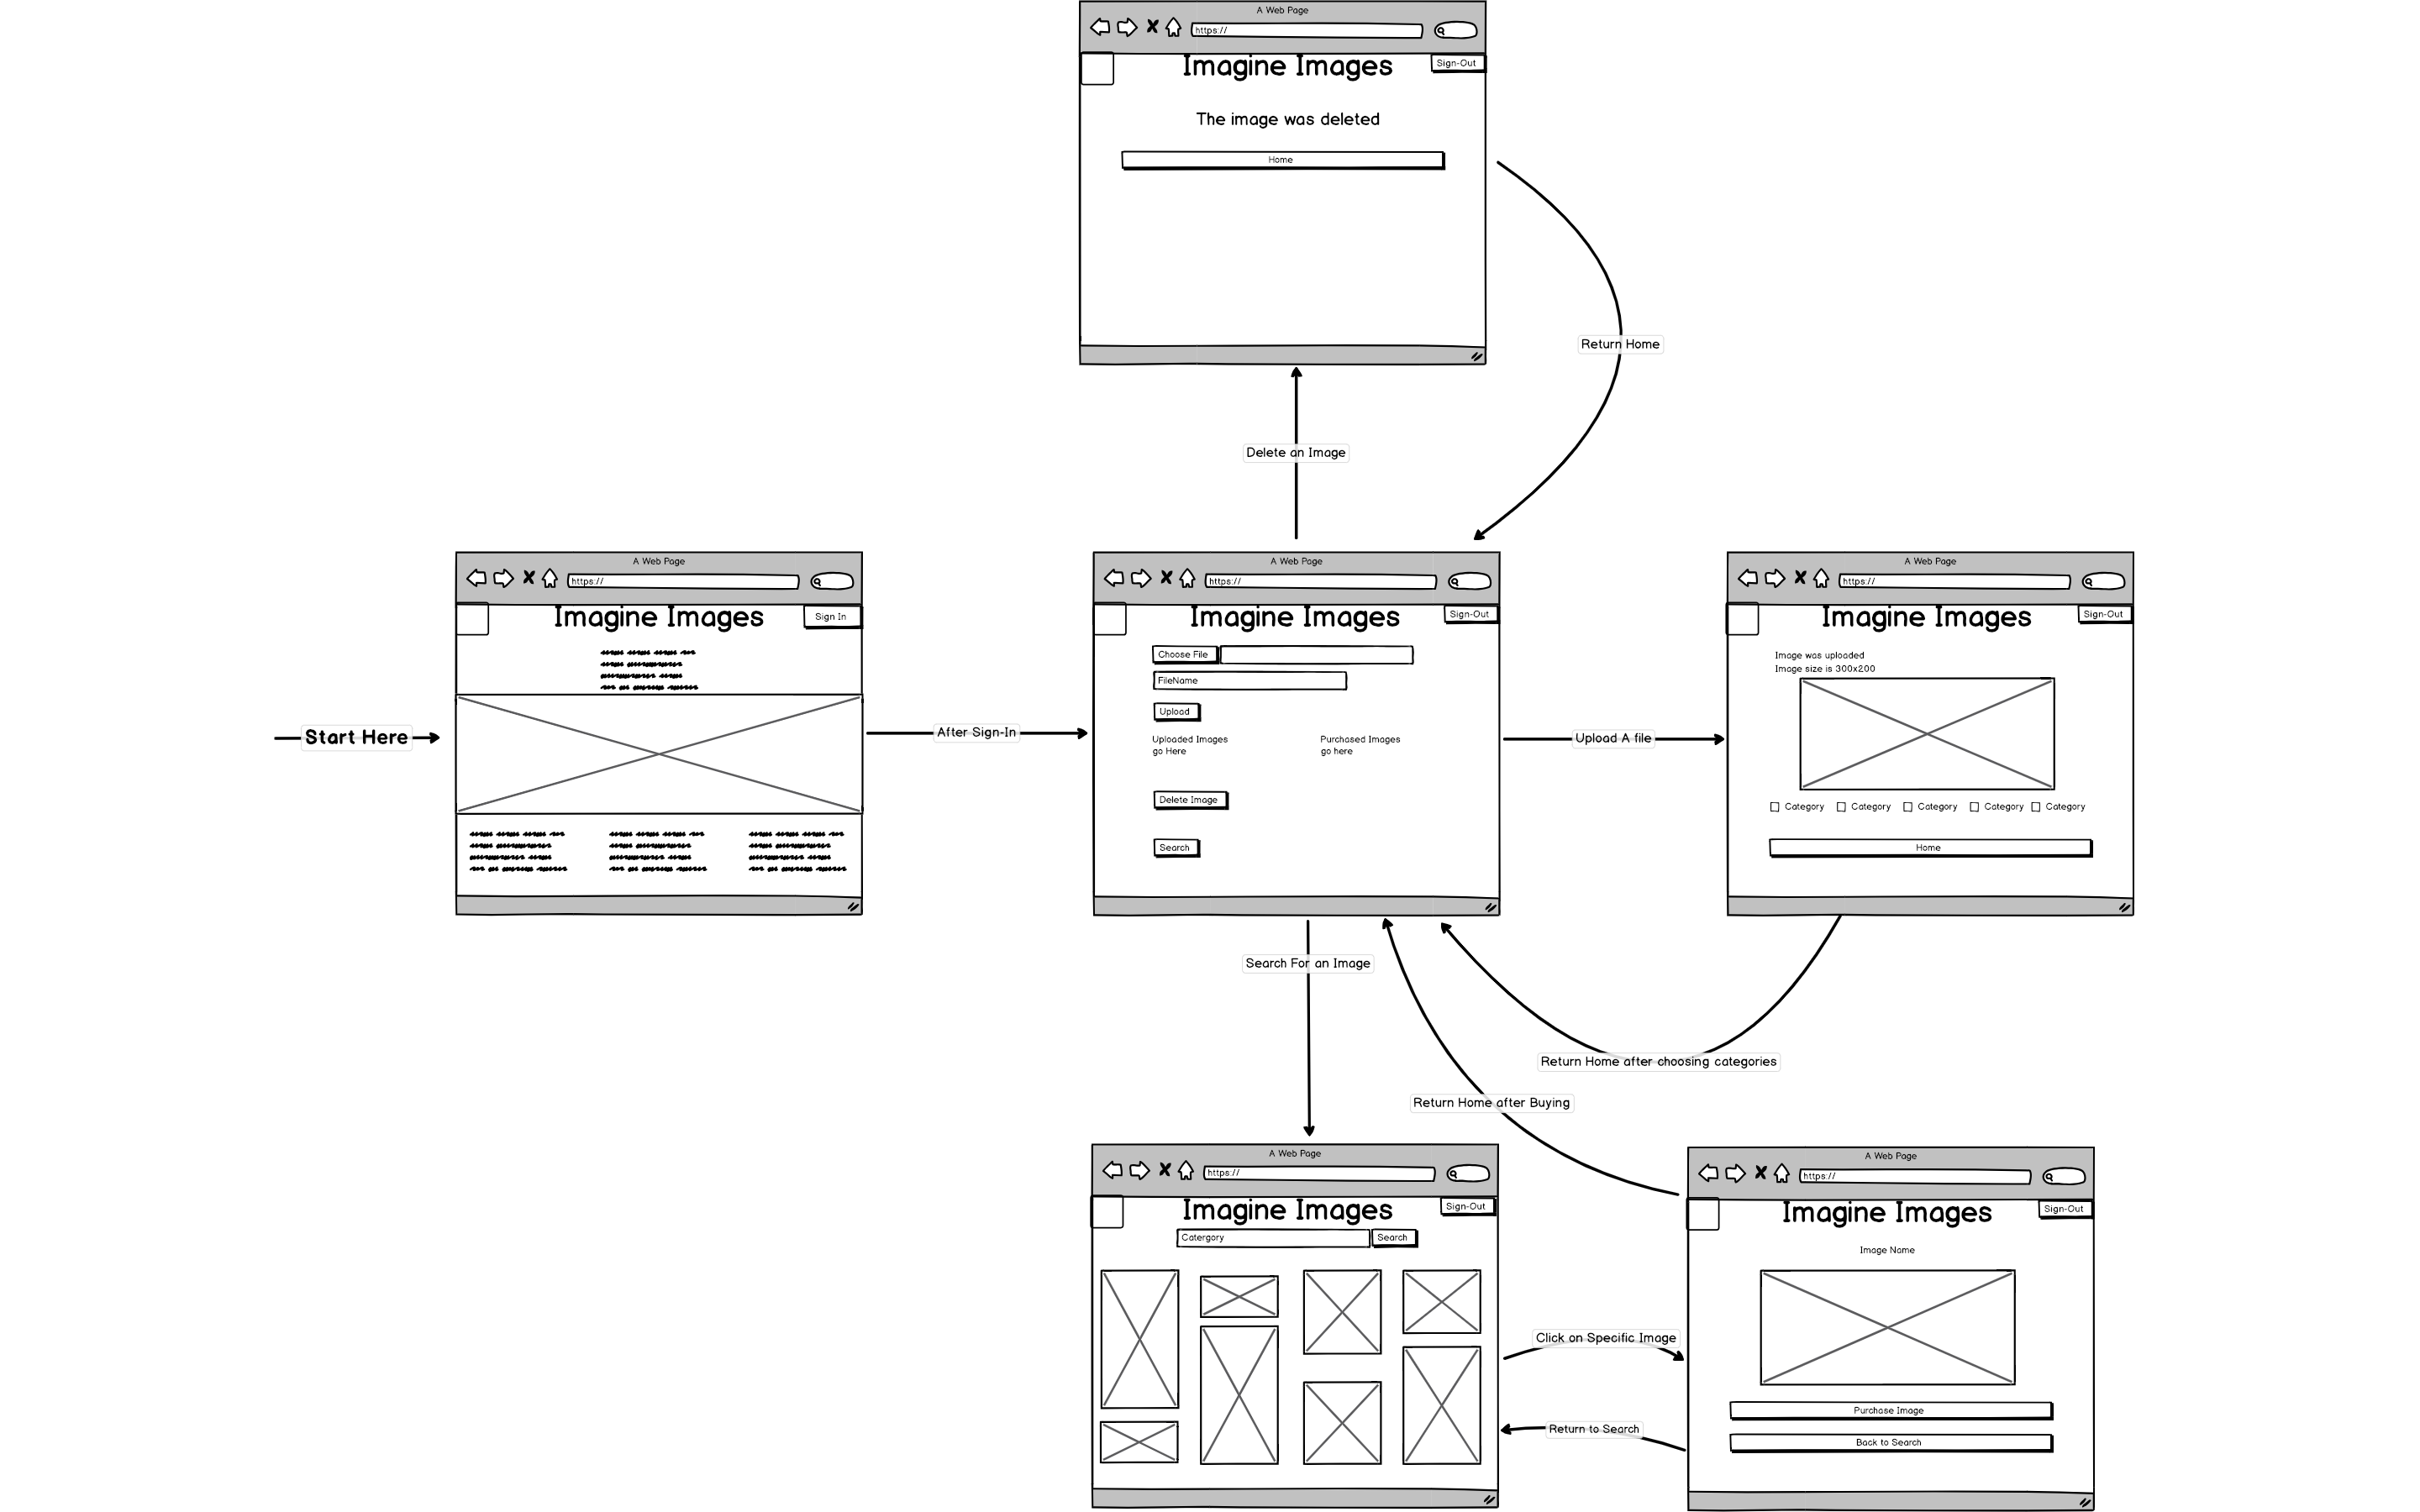 A Web Page
https://
Imagine Images
Sign-Out
The image was deleted
Home
Return Home
Delete an Image
Start Here
A Web Page
https://
Imagine Images
Sign In
After Sign-In
A Web Page
https://
Imagine Images
Sign-Out
Choose File
FileName
Upload
Uploaded Images
go Here
Purchased Images
go here
Delete Image
Search
Upload A file
A Web Page
https://
Imagine Images
Sign-Out
Image was uploaded
Image size is 300x200
Category Category Category Category Category
Home
Search For an Image
Return Home after choosing categories
Return Home after Buying
A Web Page
https://
Imagine Images
Sign-Out
Catergory
Search
Click on Specific Image
Return to Search
A Web Page
https://
Imagine Images
Sign-Out
Image Name
Purchase Image
Back to Search